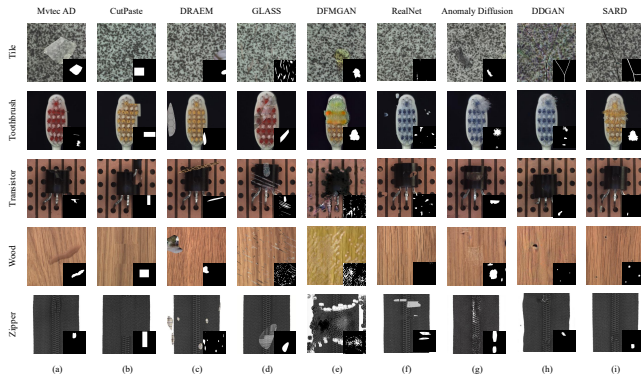 Mvtec AD CutPaste DRAEM GLASS DFMGAN RealNet Anomaly Diffusion DDGAN SARD
Tile
Toothbrush
Transistor
Wood
Zipper
(a) (b) (c) (d) (e) (f) (g) (h) (i)